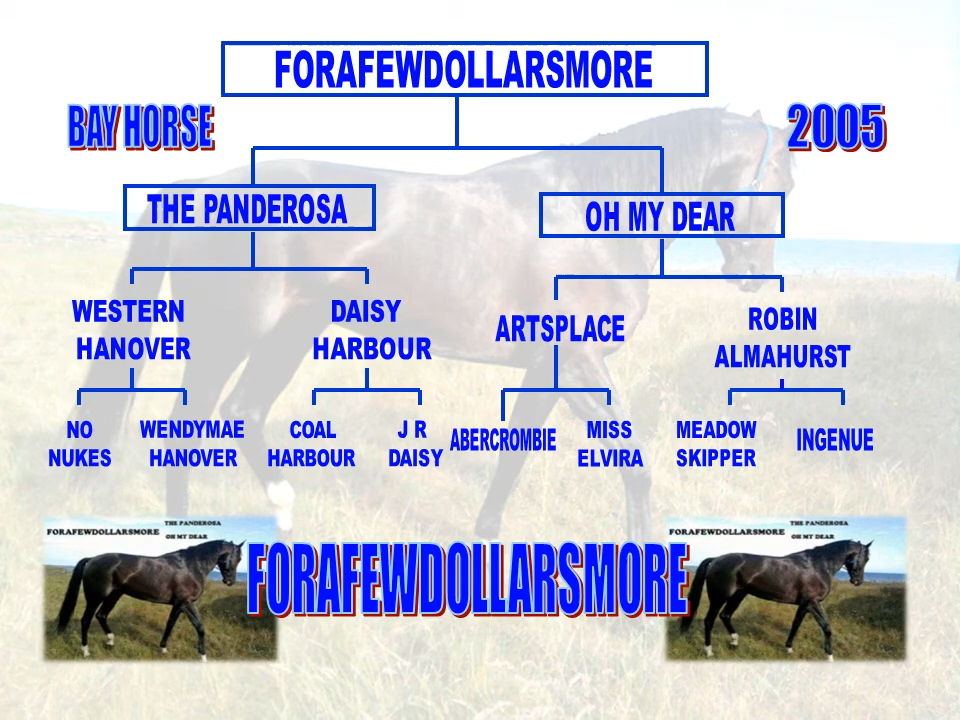 FORAFEWDOLLARSMORE
BAY HORSE
2005
THE PANDEROSA
OH MY DEAR
WESTERN
HANOVER
DAISY
HARBOUR
ARTSPLACE
ROBIN
ALMAHURST
NO
NUKES
WENDYMAE
HANOVER
COAL
HARBOUR
J R
DAISY
ABERCROMBIE
MISS
ELVIRA
MEADOW
SKIPPER
INGENUE
THE PANDEROSA
FORAFEWDOLLARSMORE
OH MY DEAR
FORAFEWDOLLARSMORE
THE PANDEROSA
FORAFEWDOLLARSMORE
OH MY DEAR